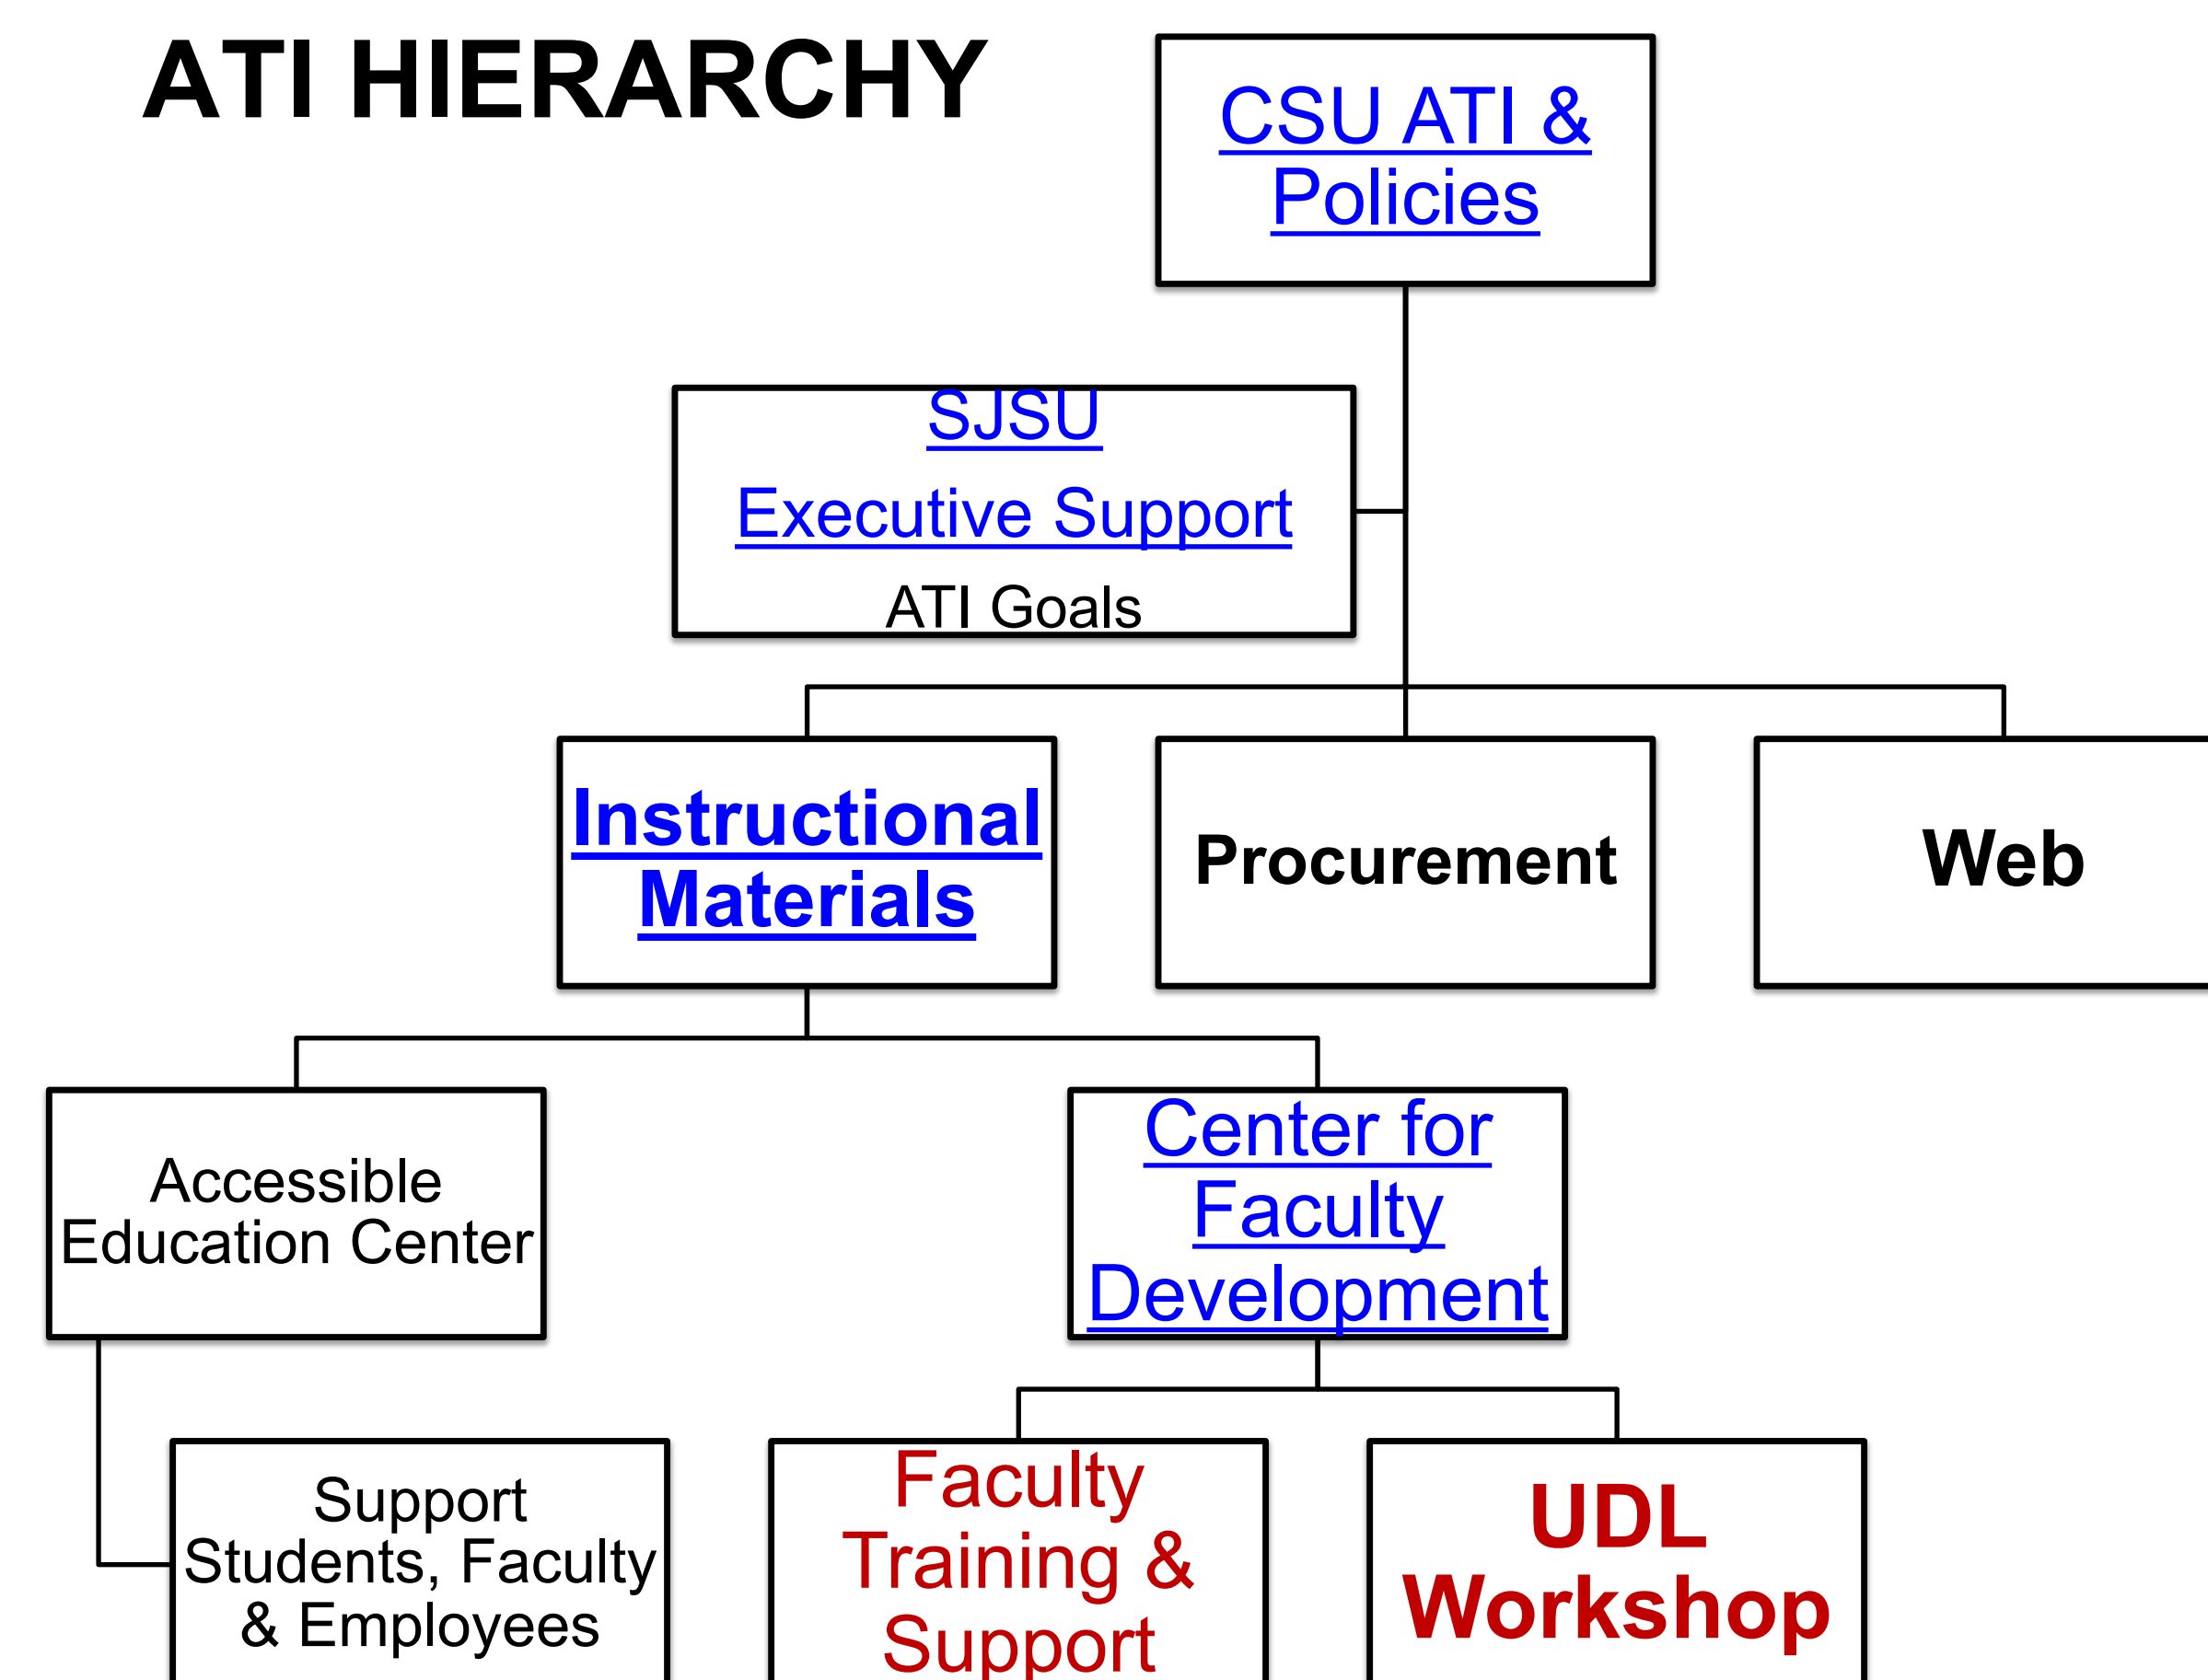 ATI HIERARCHY
CSU ATI &
Policies
SJSU
Executive Support
ATI Goals
Instructional
Materials
Procurement
Web
Accessible
Education Center
Center for
Faculty
Development
Support
Students, Faculty
& Employees
Faculty
Training &
Support
UDL
Workshop